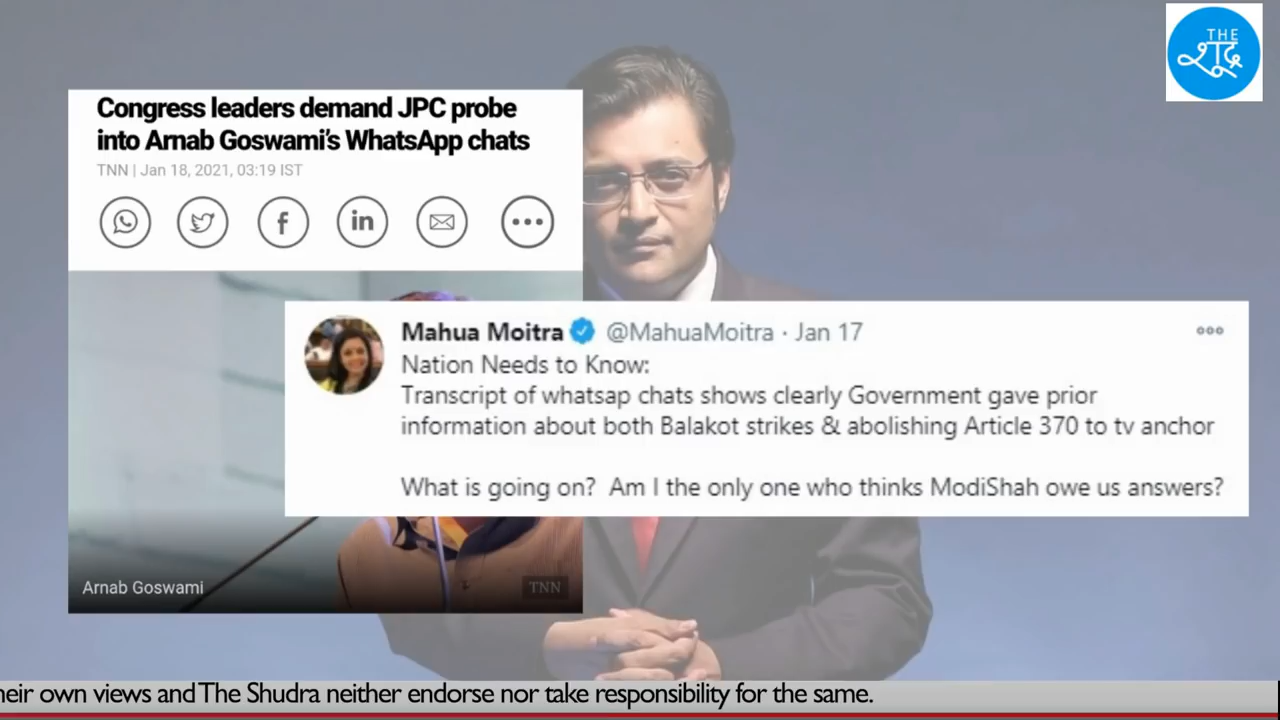 THE
शूद्र
Congress leaders demand JPC probe
into Arnab Goswami's WhatsApp chats
TNN | Jan 18, 2021, 03:19 IST
Mahua Moitra @MahuaMoitra · Jan 17
Nation Needs to Know:
Transcript of whatsap chats shows clearly Government gave prior
information about both Balakot strikes & abolishing Article 370 to tv anchor
What is going on? Am I the only one who thinks ModiShah owe us answers?
Arnab Goswami
TNN
own views and The Shudra neither endorse nor take responsibility for the same.